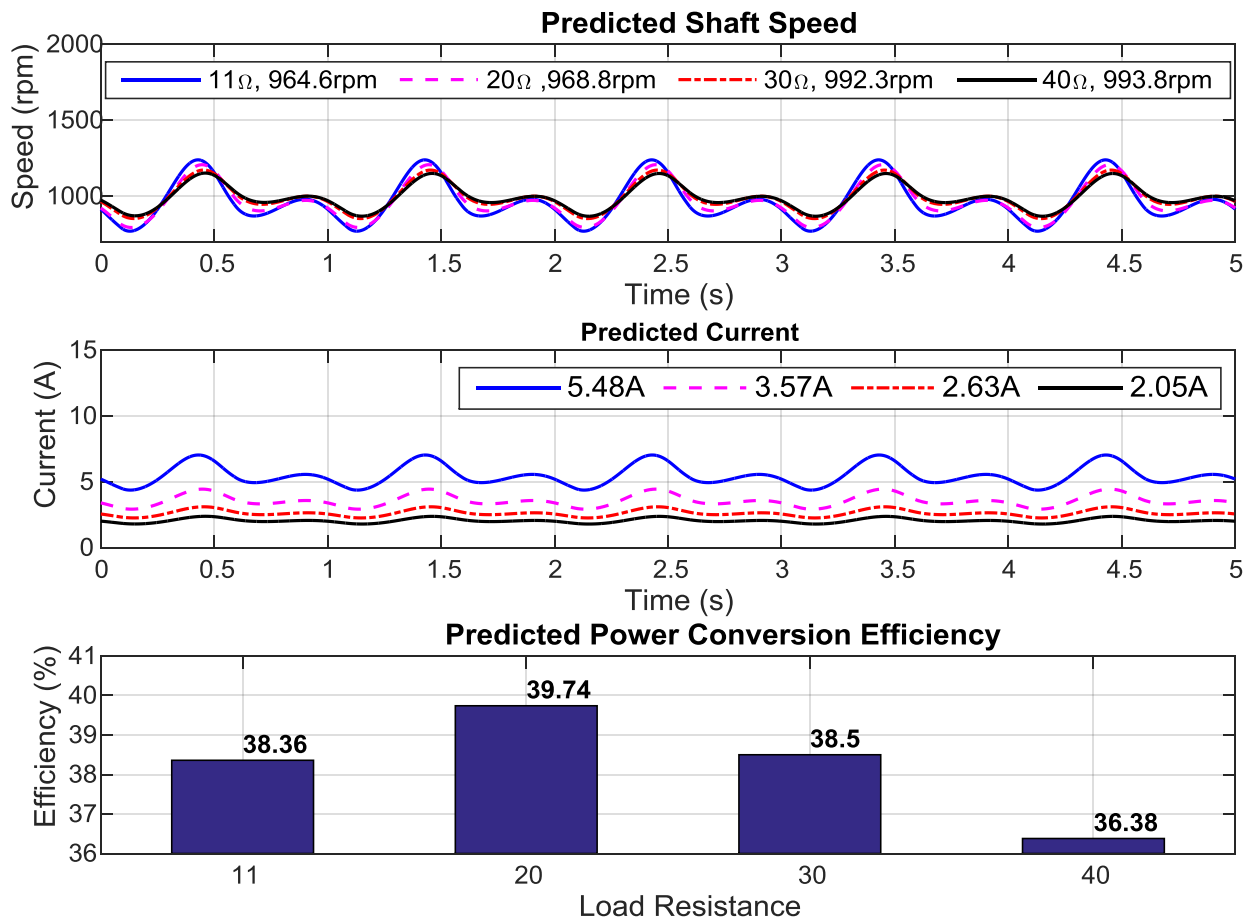 Predicted Shaft Speed
Speed (rpm)
2000
1500
1000
11Ω, 964.6rpm
20Ω ,968.8rpm
30Ω, 992.3rpm
40Ω, 993.8rpm
0 0.5 1 1.5 2 2.5 3 3.5 4 4.5 5
Time (s)
Predicted Current
Current (A)
15
10
5
0
5.48A
3.57A
2.63A
2.05A
0 0.5 1 1.5 2 2.5 3 3.5 4 4.5 5
Time (s)
Predicted Power Conversion Efficiency
Efficiency (%)
41
40
39
38
37
36
38.36
39.74
38.5
36.38
11 20 30 40
Load Resistance